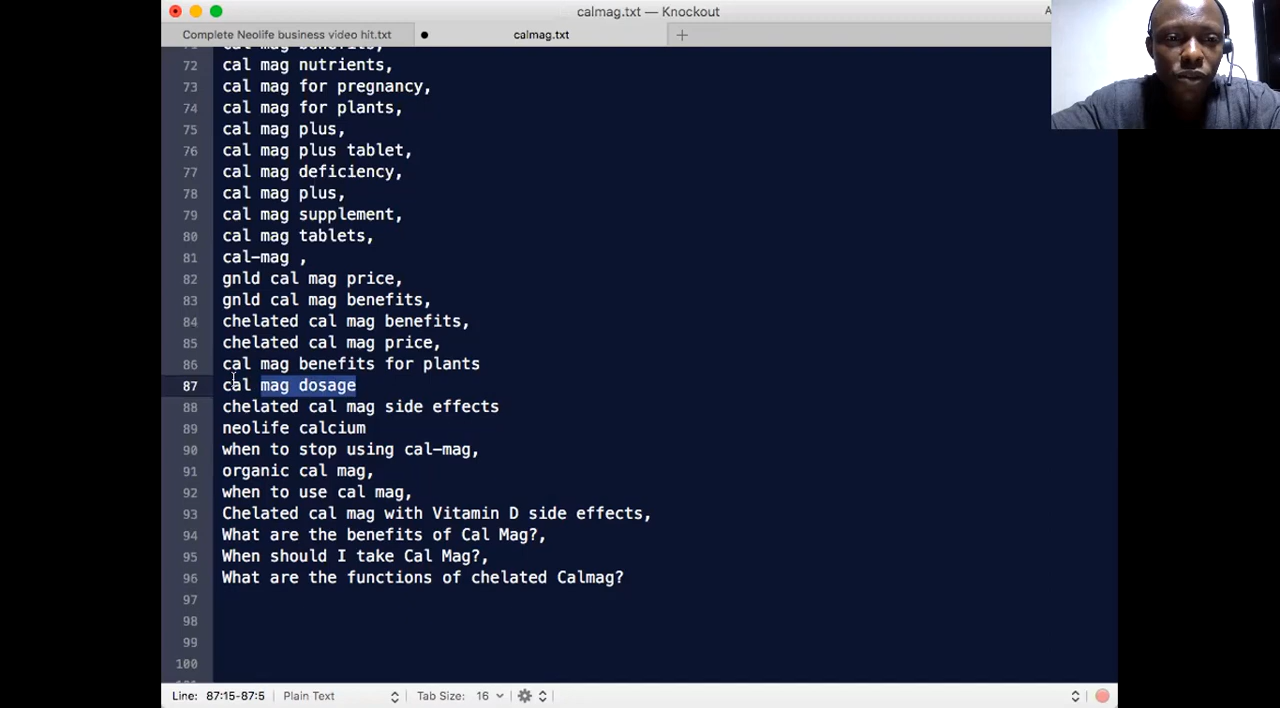 calmag.txt — Knockout
Complete Neolife business video hit.txt
calmag.txt
71 cal mag benefits,
72 cal mag nutrients,
73 cal mag for pregnancy,
74 cal mag for plants,
75 cal mag plus,
76 cal mag plus tablet,
77 cal mag deficiency,
78 cal mag plus,
79 cal mag supplement,
80 cal mag tablets,
81 cal-mag ,
82 gnld cal mag price,
83 gnld cal mag benefits,
84 chelated cal mag benefits,
85 chelated cal mag price,
86 cal mag benefits for plants
87 cal mag dosage
88 chelated cal mag side effects
89 neolife calcium
90 when to stop using cal-mag,
91 organic cal mag,
92 when to use cal mag,
93 Chelated cal mag with Vitamin D side effects,
94 What are the benefits of Cal Mag?,
95 When should I take Cal Mag?,
96 What are the functions of chelated Calmag?
97
98
99
100
Line: 87:15-87:5 Plain Text Tab Size: 16